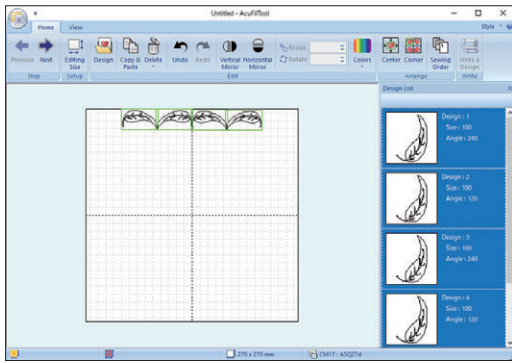 Untitled - AcuFilTool
Home View Style
Previous Next Editing Size Design Copy & Paste Delete Undo Redo Vertical Mirror Horizontal Mirror Resize Rotate Colors Center Corner Sewing Order Write a Design
Step Setup Edit Arrange Write
Design List
Design : 1
Size : 100
Angle : 240
Design : 2
Size : 100
Angle : 120
Design : 3
Size : 100
Angle : 240
Design : 4
Size : 100
Angle : 120
270 x 270 mm CM17 : ASQ27d